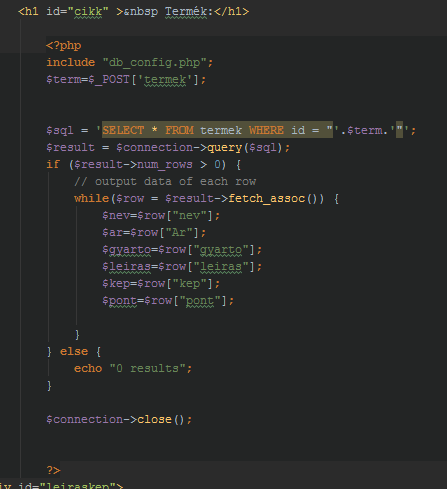 <h1 id="cikk" >&nbsp Termék:</h1>
<?php
include "db_config.php";
$term=$_POST['termek'];
$sql = 'SELECT * FROM termek WHERE id = "'.$term.'"';
$result = $connection->query($sql);
if ($result->num_rows > 0) {
// output data of each row
while($row = $result->fetch_assoc()) {
$nev=$row["nev"];
$ar=$row["Ar"];
$gyarto=$row["gyarto"];
$leiras=$row["leiras"];
$kep=$row["kep"];
$pont=$row["pont"];
}
} else {
echo "0 results";
}
$connection->close();
?>
iv id="leiraskep">